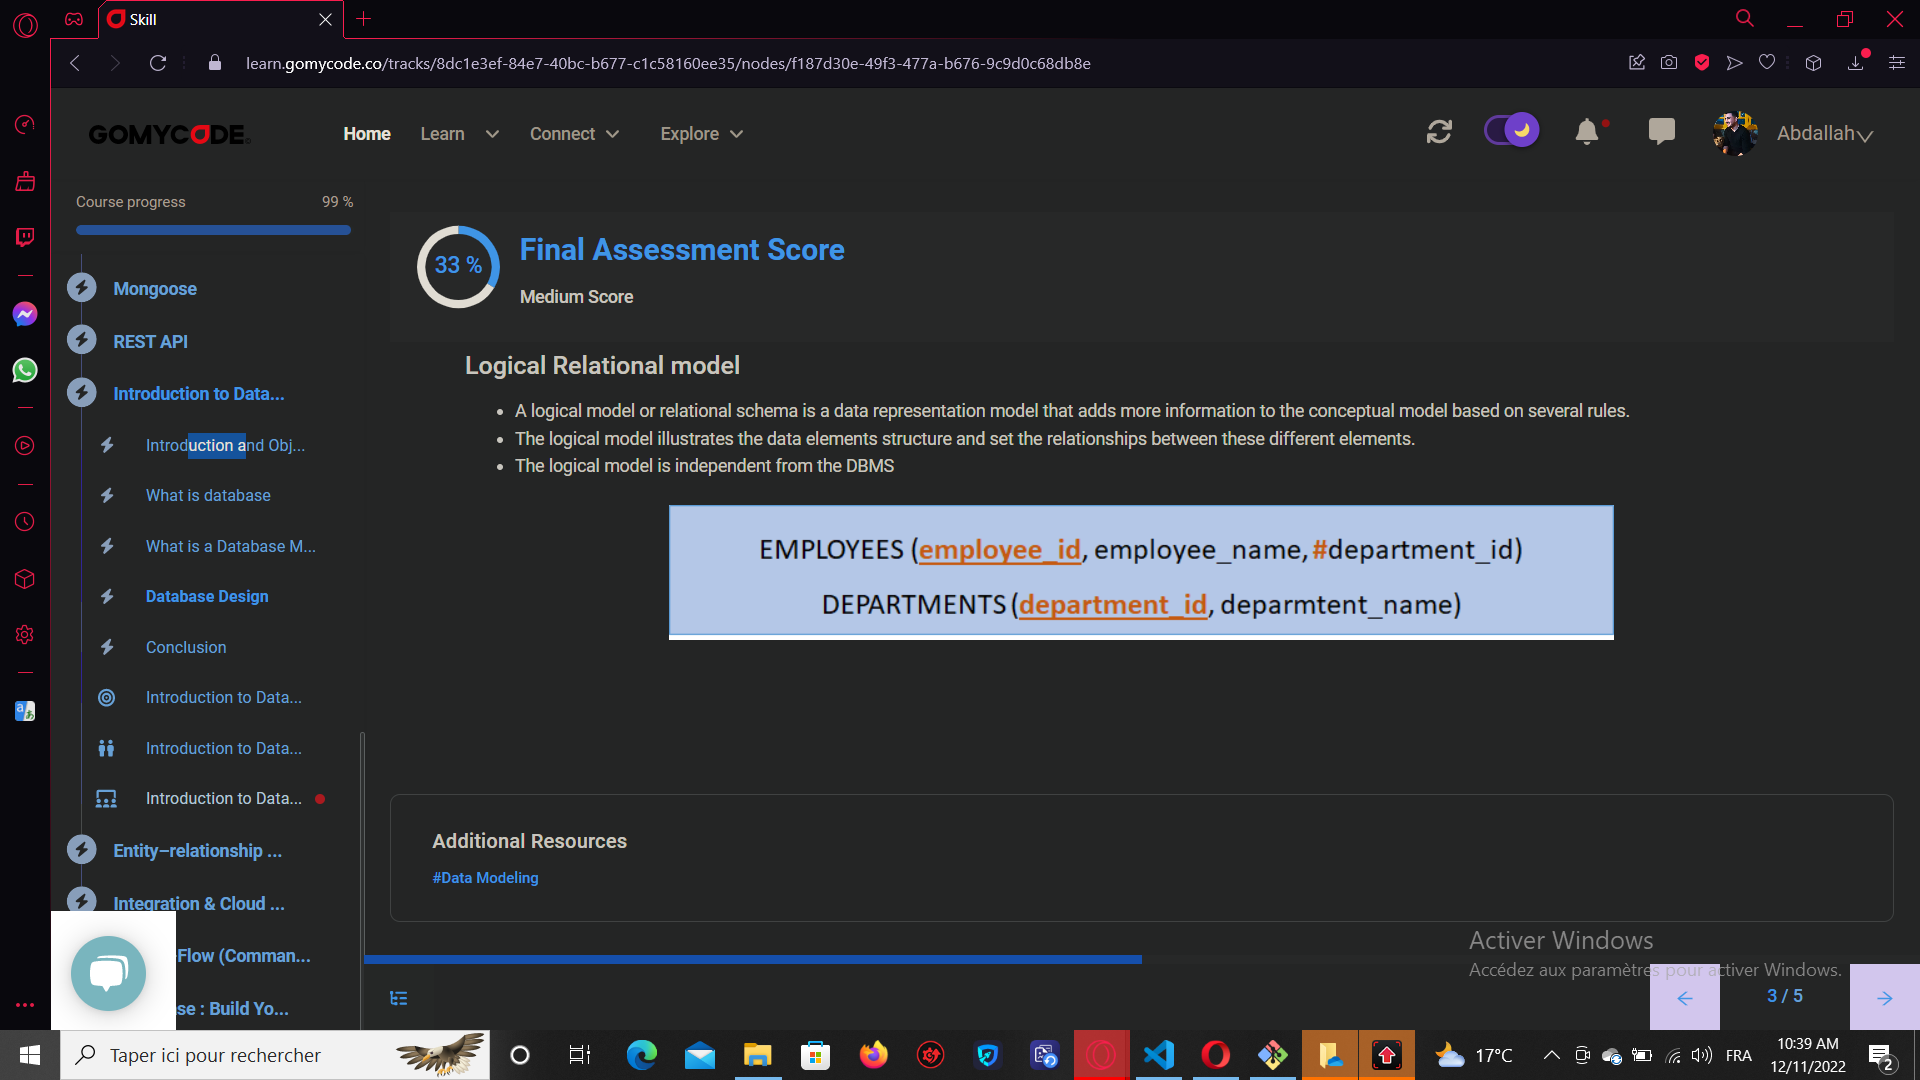 Skill
learn.gomycode.co/tracks/8dc1e3ef-84e7-40bc-b677-c1c58160ee35/nodes/f187d30e-49f3-477a-b676-9c9d0c68db8e
GOMYCODE
Home
Learn
Connect
Explore
Abdallah
Course progress
99 %
Mongoose
REST API
Introduction to Data...
Introduction and Obj...
What is database
What is a Database M...
Database Design
Conclusion
Introduction to Data...
Introduction to Data...
Introduction to Data...
Entity–relationship ...
Integration & Cloud ...
Flow (Comman...
se : Build Yo...
33 %
Final Assessment Score
Medium Score
Logical Relational model
A logical model or relational schema is a data representation model that adds more information to the conceptual model based on several rules.
The logical model illustrates the data elements structure and set the relationships between these different elements.
The logical model is independent from the DBMS
EMPLOYEES (employee_id, employee_name, #department_id)
DEPARTMENTS (department_id, deparmtent_name)
Additional Resources
#Data Modeling
Activer Windows
Accédez aux paramètres pour activer Windows.
3 / 5
Taper ici pour rechercher
17°C
FRA
10:39 AM
12/11/2022
2